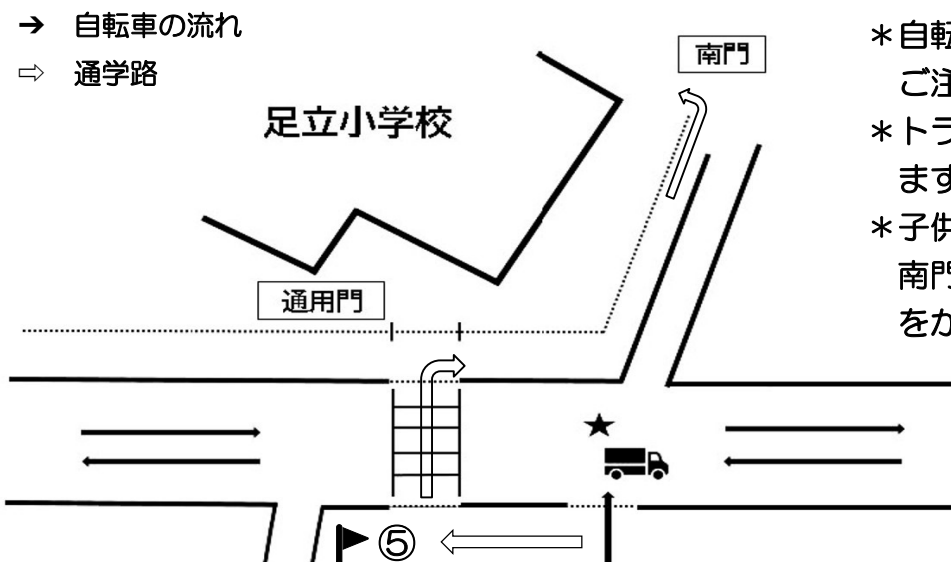 → 自転車の流れ
⇨ 通学路
足立小学校
南門
通用門
⑤
＊自転
ご注
＊トラ
ます
＊子供
南門
をか